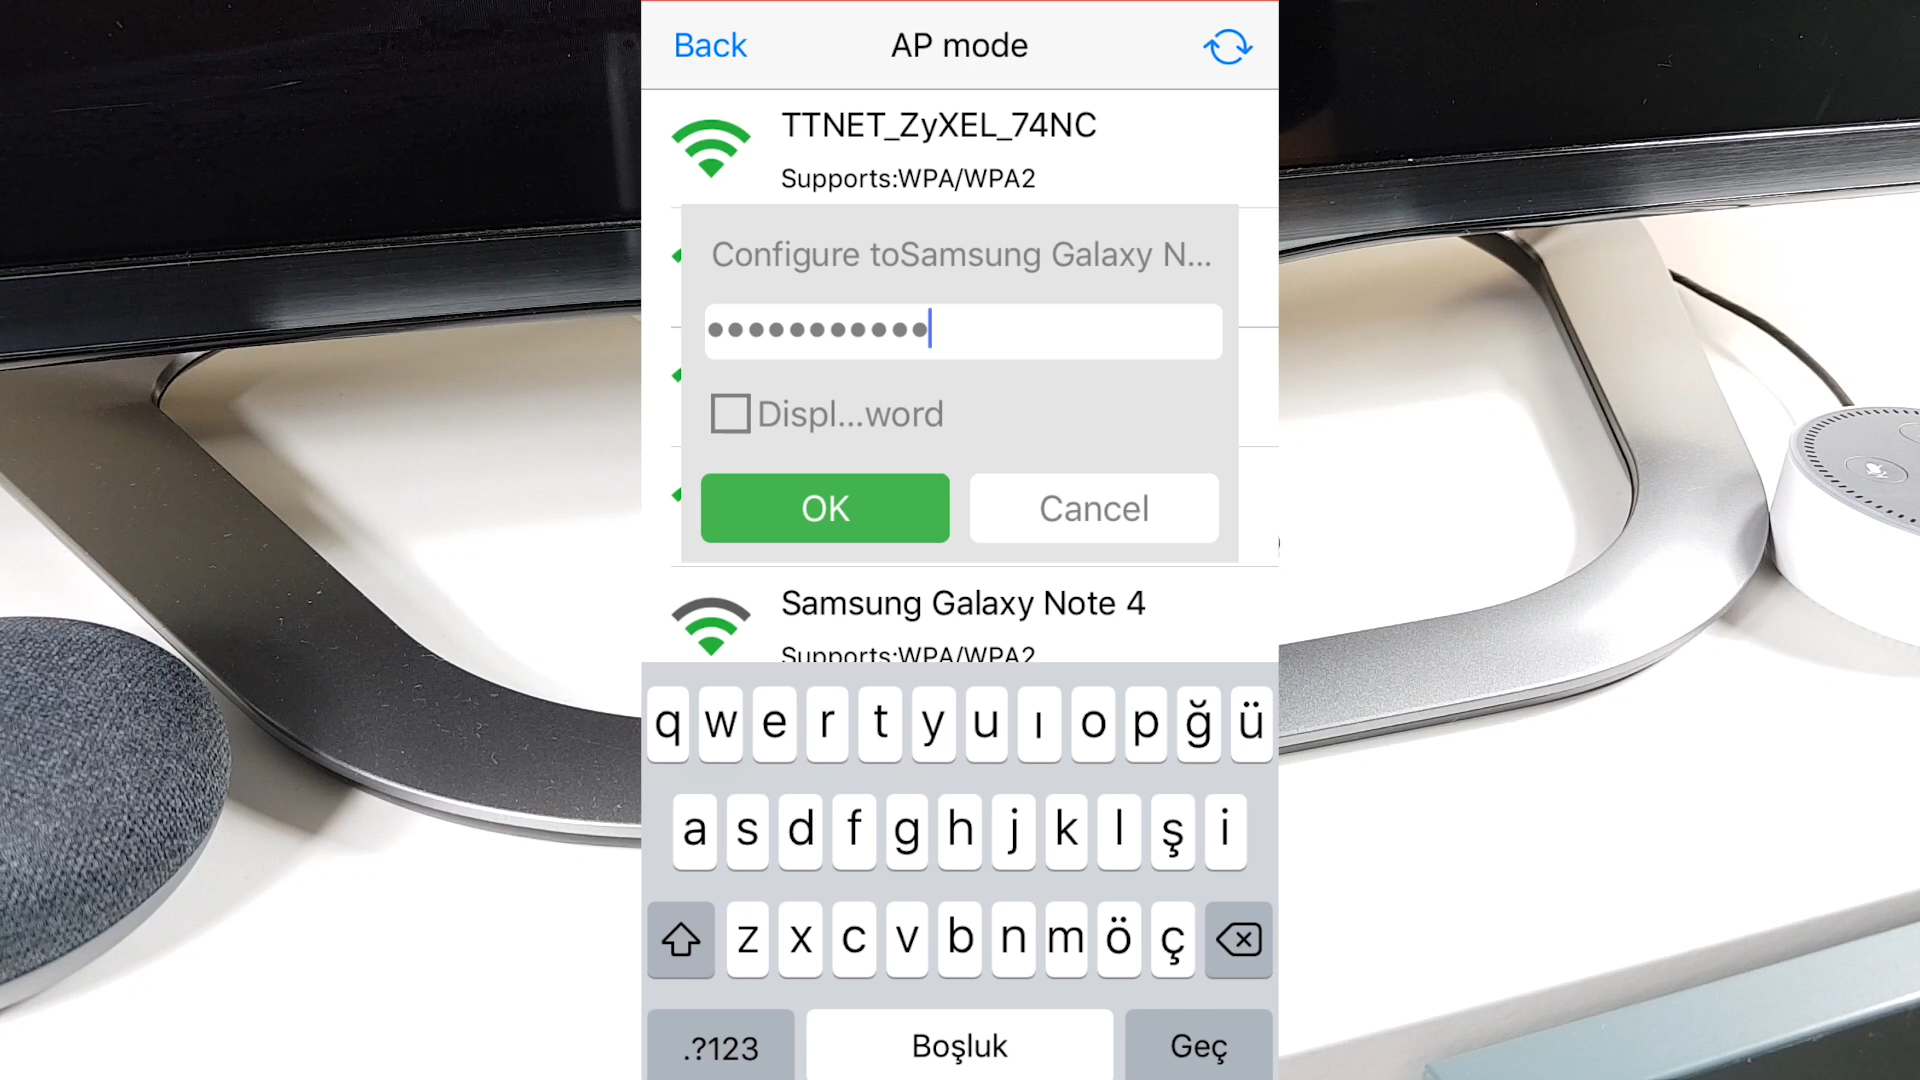 Back AP mode
TTNET_ZyXEL_74NC
Supports:WPA/WPA2
Configure toSamsung Galaxy N...
Displ...word
OK Cancel
Samsung Galaxy Note 4
Supports:WPA/WPA2
q w e r t y u ı o p ğ ü
a s d f g h j k l ş i
z x c v b n m ö ç
.?123 Boşluk Geç